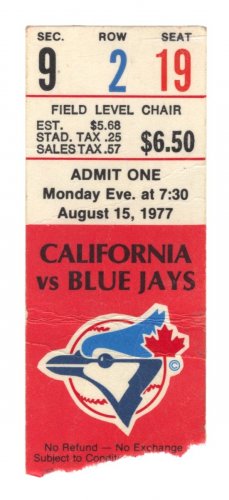 SEC. ROW SEAT
9 2 19
FIELD LEVEL CHAIR
EST. $5.68
STAD. TAX .25
SALES TAX .57
$6.50
ADMIT ONE
Monday Eve. at 7:30
August 15, 1977
CALIFORNIA
vs BLUE JAYS
©
No Refund — No Exchange
Subject to